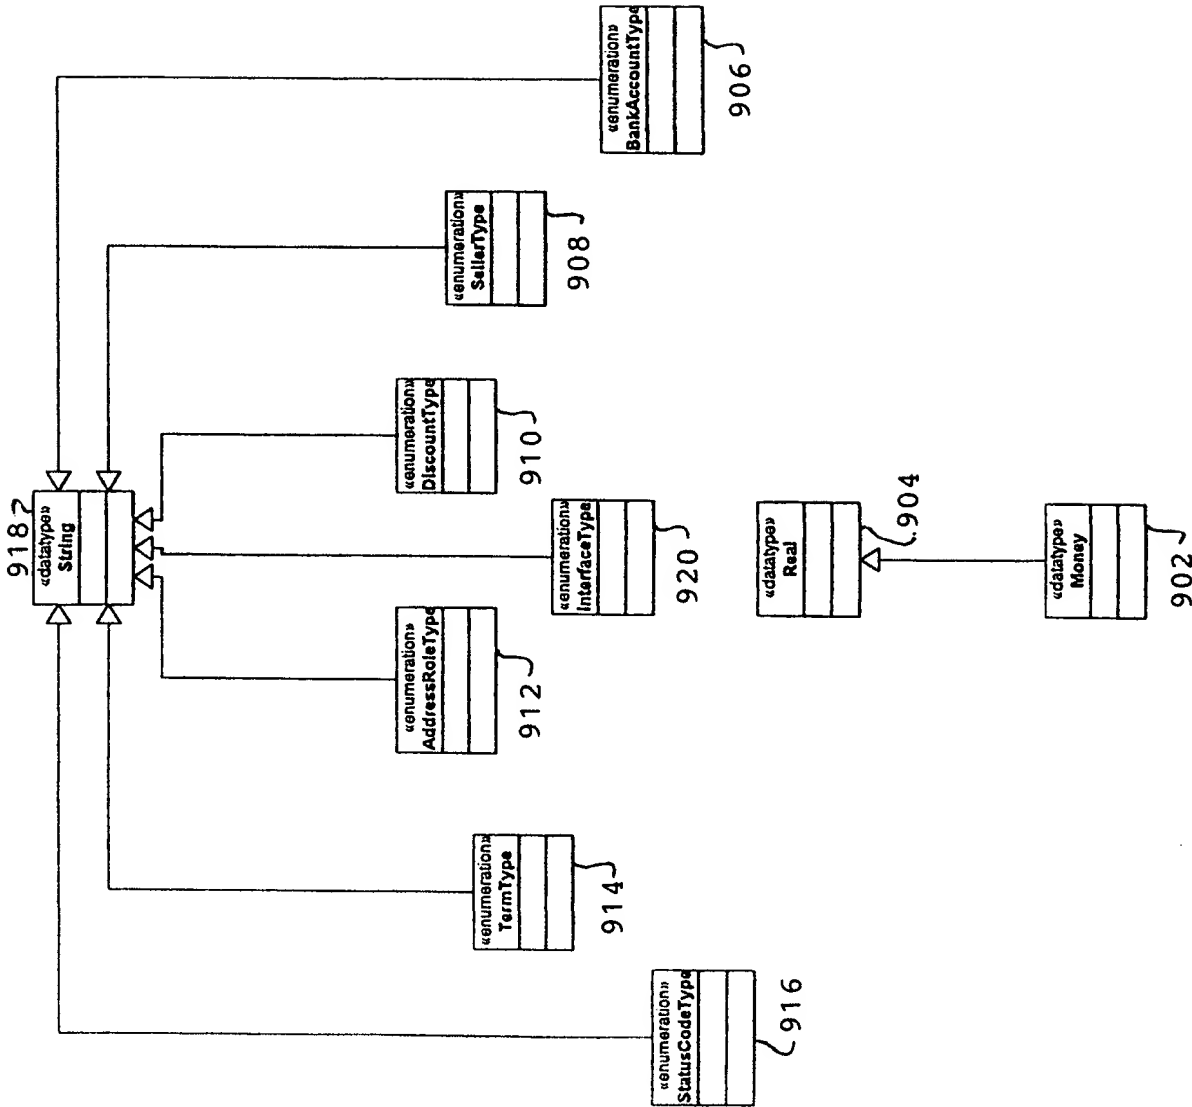 «enumeration»
BankAccountType
906
«enumeration»
SellerType
908
«enumeration»
DiscountType
910
918
«datatype»
String
«enumeration»
InterfaceType
920
«datatype»
Real
904
«datatype»
Money
902
«enumeration»
AddressRoleType
912
«enumeration»
TermType
914
«enumeration»
StatusCodeType
916